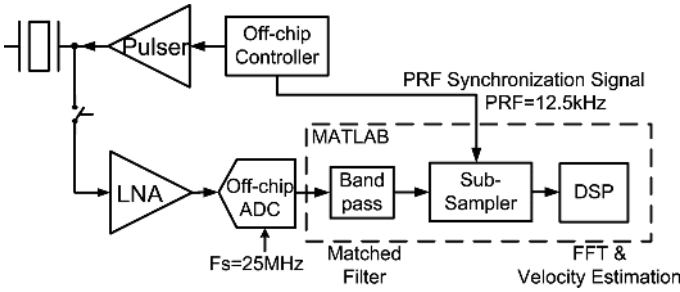 Pulser
Off-chip
Controller
PRF Synchronization Signal
PRF=12.5kHz
MATLAB
LNA
Off-chip
ADC
Band
pass
Sub-
Sampler
DSP
Fs=25MHz
Matched
Filter
FFT &
Velocity Estimation